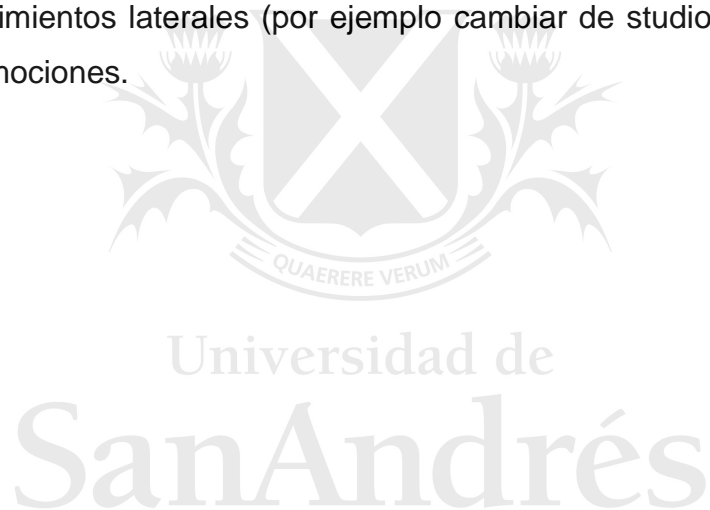 imientos laterales (por ejemplo cambiar de studio
nociones.
QUAERERE VERUM
Universidad de
SanAndrés